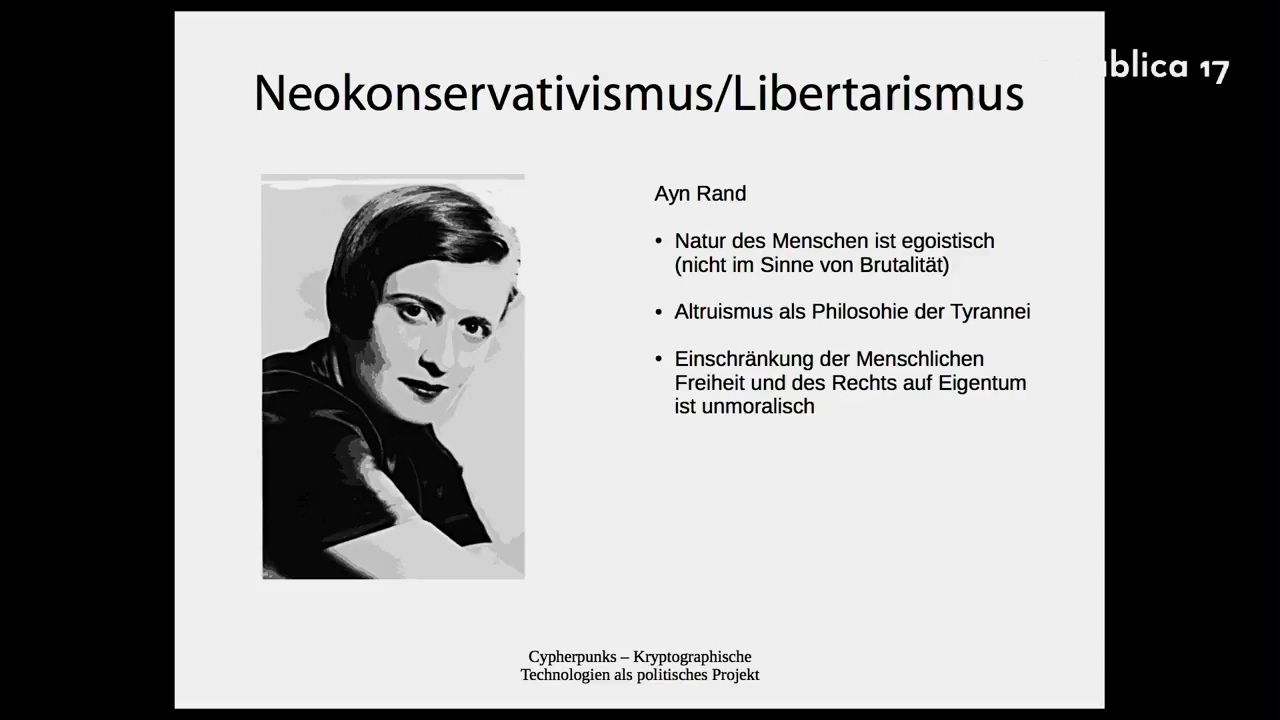 Neokonservativismus/Libertarismus
ublica 17
Ayn Rand
• Natur des Menschen ist egoistisch
(nicht im Sinne von Brutalität)
• Altruismus als Philosohie der Tyrannei
• Einschränkung der Menschlichen
Freiheit und des Rechts auf Eigentum
ist unmoralisch
Cypherpunks – Kryptographische
Technologien als politisches Projekt